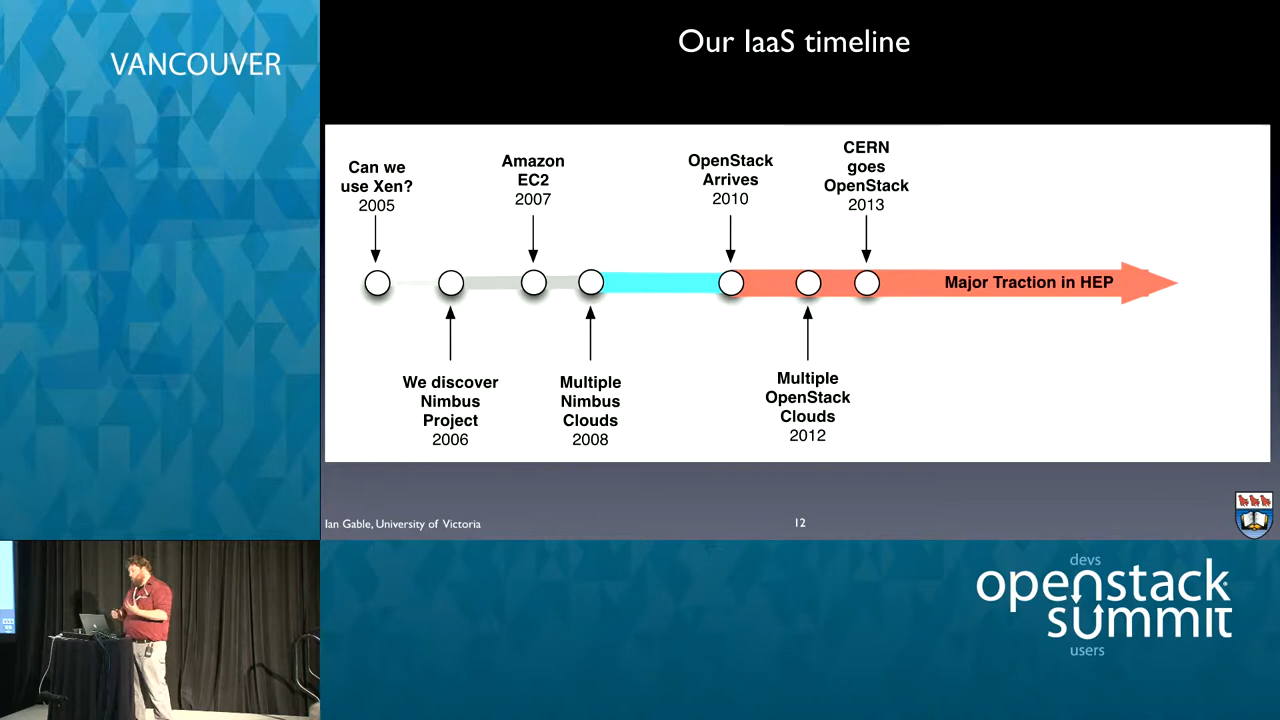 VANCOUVER
Our IaaS timeline
Can we
use Xen?
2005
Amazon
EC2
2007
OpenStack
Arrives
2010
CERN
goes
OpenStack
2013
Major Traction in HEP
We discover
Nimbus
Project
2006
Multiple
Nimbus
Clouds
2008
Multiple
OpenStack
Clouds
2012
Ian Gable, University of Victoria
12
devs
openstack
summit
users